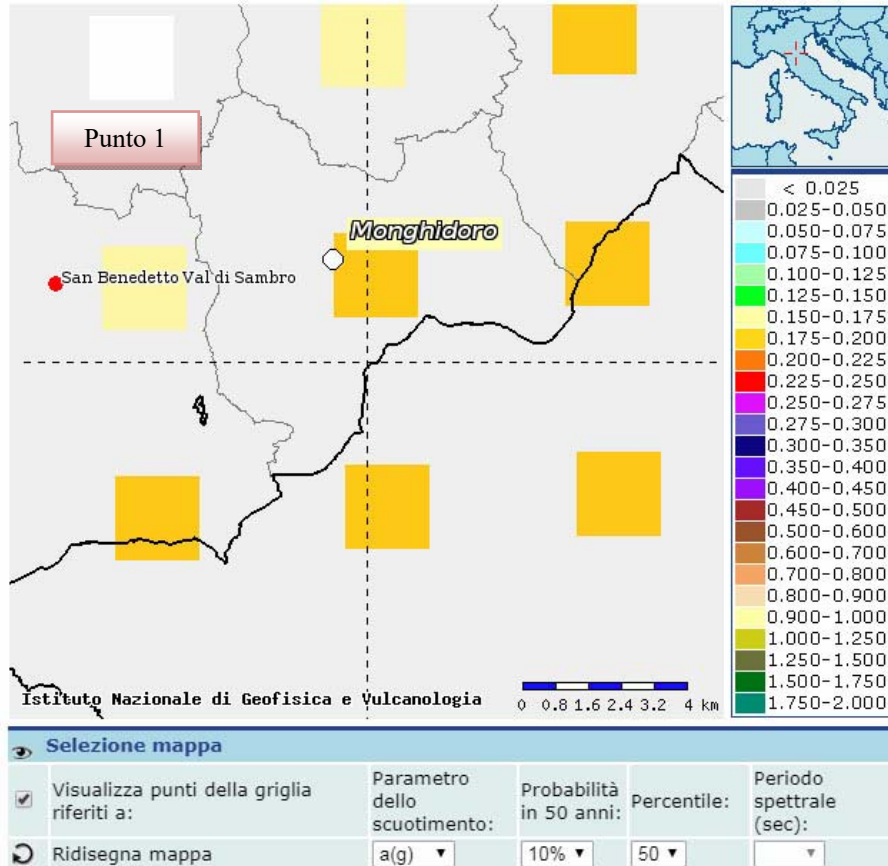 Punto 1
Monghidoro
San Benedetto Val di Sambro
Istituto Nazionale di Geofisica e Vulcanologia
0 0.8 1.6 2.4 3.2 4 km
< 0.025
0.025-0.050
0.050-0.075
0.075-0.100
0.100-0.125
0.125-0.150
0.150-0.175
0.175-0.200
0.200-0.225
0.225-0.250
0.250-0.275
0.275-0.300
0.300-0.350
0.350-0.400
0.400-0.450
0.450-0.500
0.500-0.600
0.600-0.700
0.700-0.800
0.800-0.900
0.900-1.000
1.000-1.250
1.250-1.500
1.500-1.750
1.750-2.000
Selezione mappa
Visualizza punti della griglia
riferiti a:
Parametro
dello
scuotimento:
Probabilità
in 50 anni:
Percentile:
Periodo
spettrale
(sec):
Ridisegna mappa
a(g)
10%
50